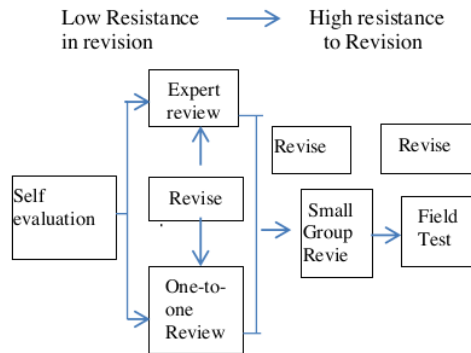 Low Resistance
in revision
High resistance
to Revision
Expert
review
Revise
Revise
Self
evaluation
Revise
Small
Group
Revie
Field
Test
One-to-
one
Review